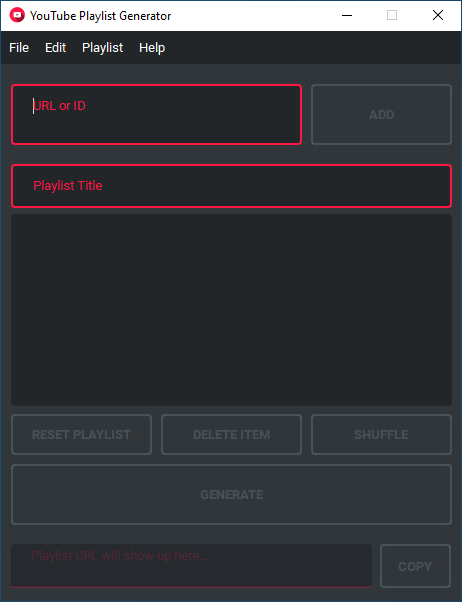 YouTube Playlist Generator
File Edit Playlist Help
URL or ID
ADD
Playlist Title
RESET PLAYLIST DELETE ITEM SHUFFLE
GENERATE
Playlist URL will show up here...
COPY